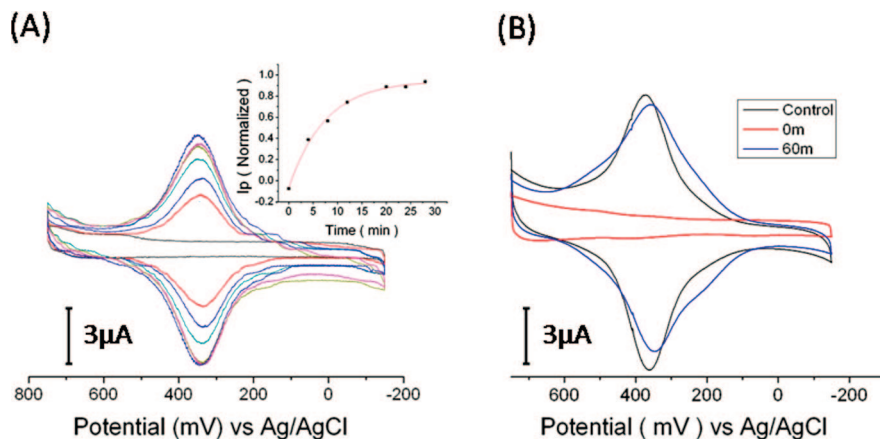 (A)
Ip ( Normalized )
1.0
0.8
0.6
0.4
0.2
0.0
-0.2
0 5 10 15 20 25 30
Time ( min )
3μA
800 600 400 200 0 -200
Potential (mV) vs Ag/AgCl
(B)
Control
0m
60m
3μA
600 400 200 0 -200
Potential ( mV ) vs Ag/AgCl